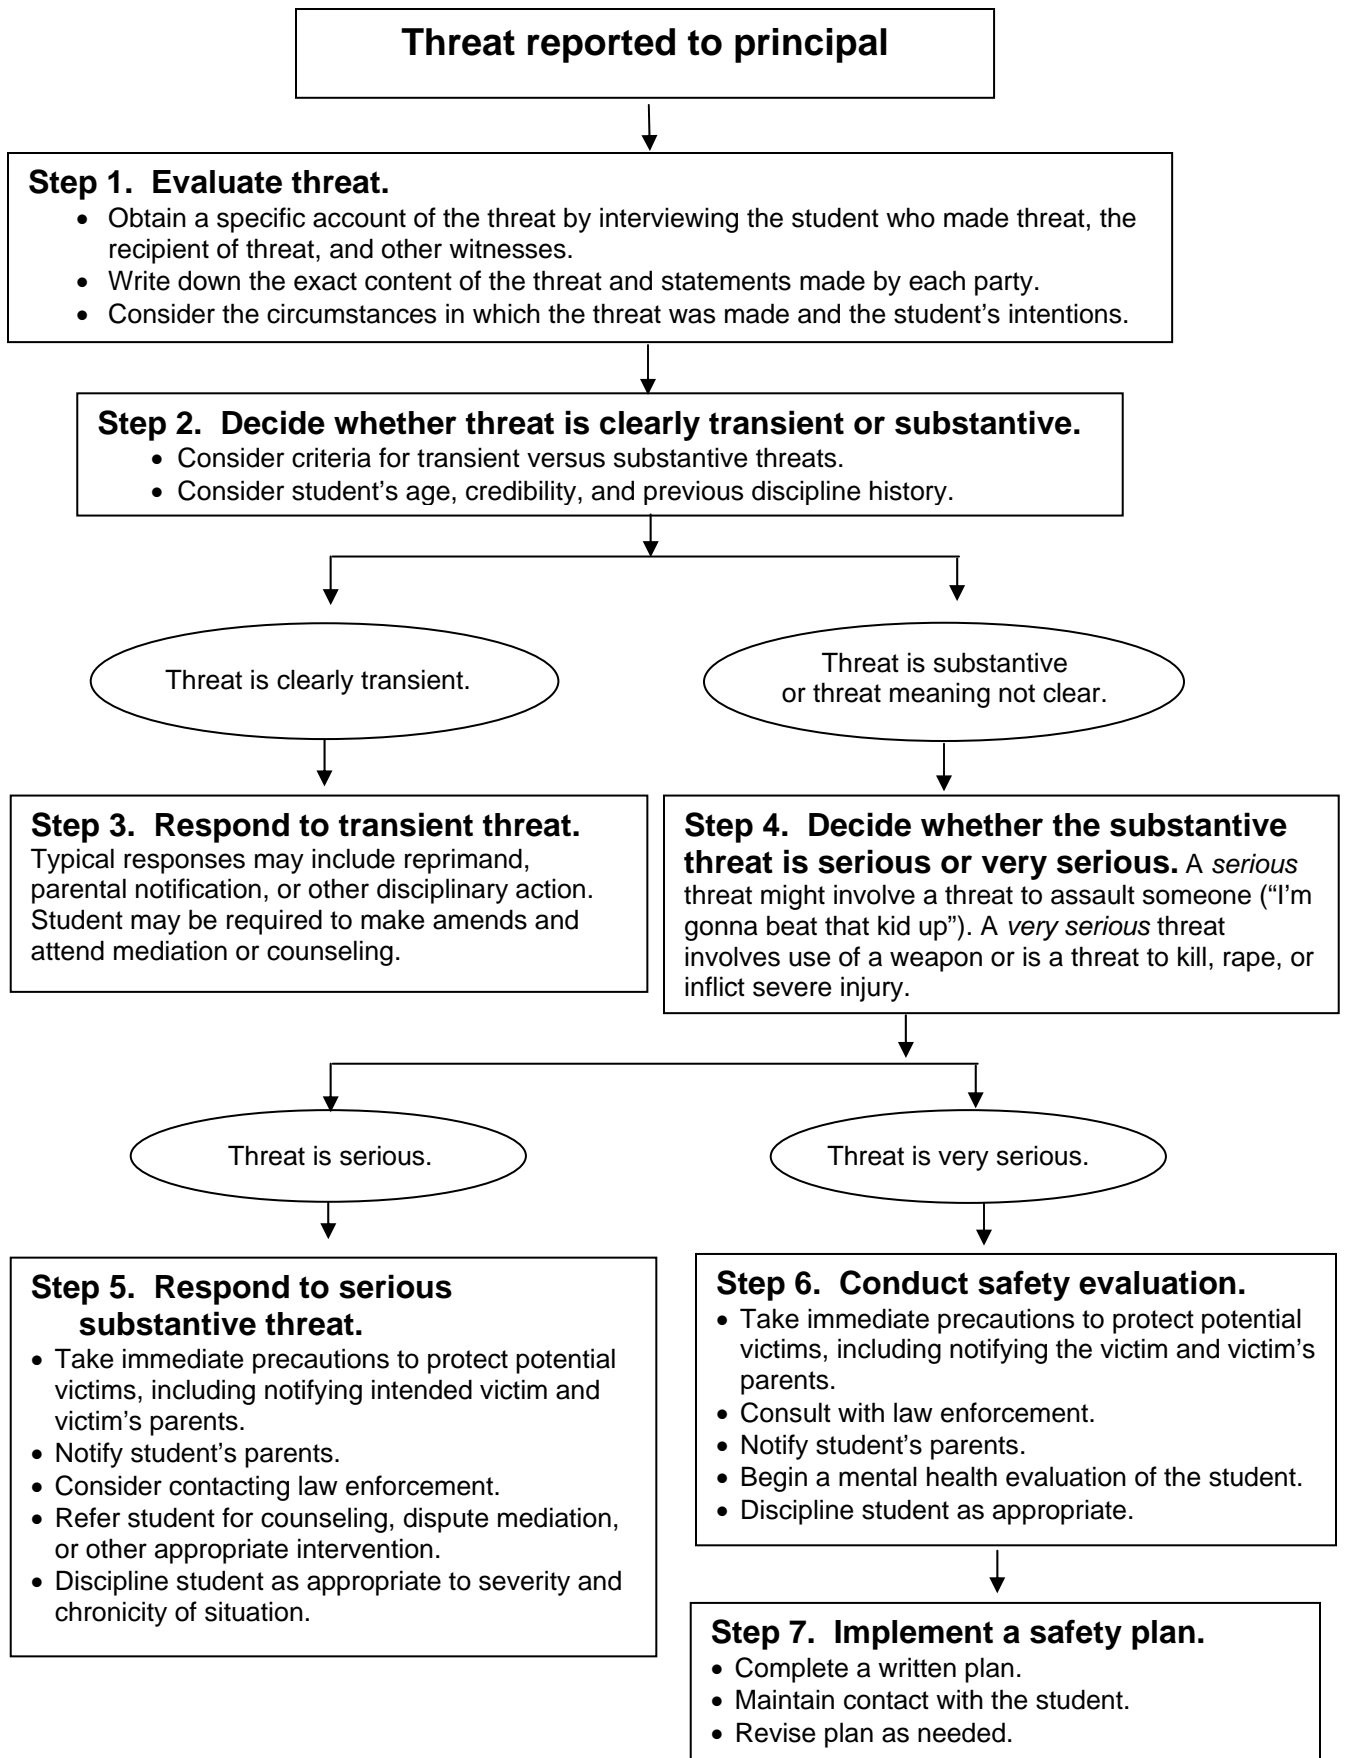 Threat reported to principal
Step 1. Evaluate threat.
• Obtain a specific account of the threat by interviewing the student who made threat, the
recipient of threat, and other witnesses.
• Write down the exact content of the threat and statements made by each party.
• Consider the circumstances in which the threat was made and the student’s intentions.
Step 2. Decide whether threat is clearly transient or substantive.
• Consider criteria for transient versus substantive threats.
• Consider student’s age, credibility, and previous discipline history.
Threat is clearly transient.
Threat is substantive
or threat meaning not clear.
Step 3. Respond to transient threat.
Typical responses may include reprimand,
parental notification, or other disciplinary action.
Student may be required to make amends and
attend mediation or counseling.
Step 4. Decide whether the substantive
threat is serious or very serious. A serious
threat might involve a threat to assault someone (“I’m
gonna beat that kid up”). A very serious threat
involves use of a weapon or is a threat to kill, rape, or
inflict severe injury.
Threat is serious.
Threat is very serious.
Step 5. Respond to serious
substantive threat.
• Take immediate precautions to protect potential
victims, including notifying intended victim and
victim’s parents.
• Notify student’s parents.
• Consider contacting law enforcement.
• Refer student for counseling, dispute mediation,
or other appropriate intervention.
• Discipline student as appropriate to severity and
chronicity of situation.
Step 6. Conduct safety evaluation.
• Take immediate precautions to protect potential
victims, including notifying the victim and victim’s
parents.
• Consult with law enforcement.
• Notify student’s parents.
• Begin a mental health evaluation of the student.
• Discipline student as appropriate.
Step 7. Implement a safety plan.
• Complete a written plan.
• Maintain contact with the student.
• Revise plan as needed.